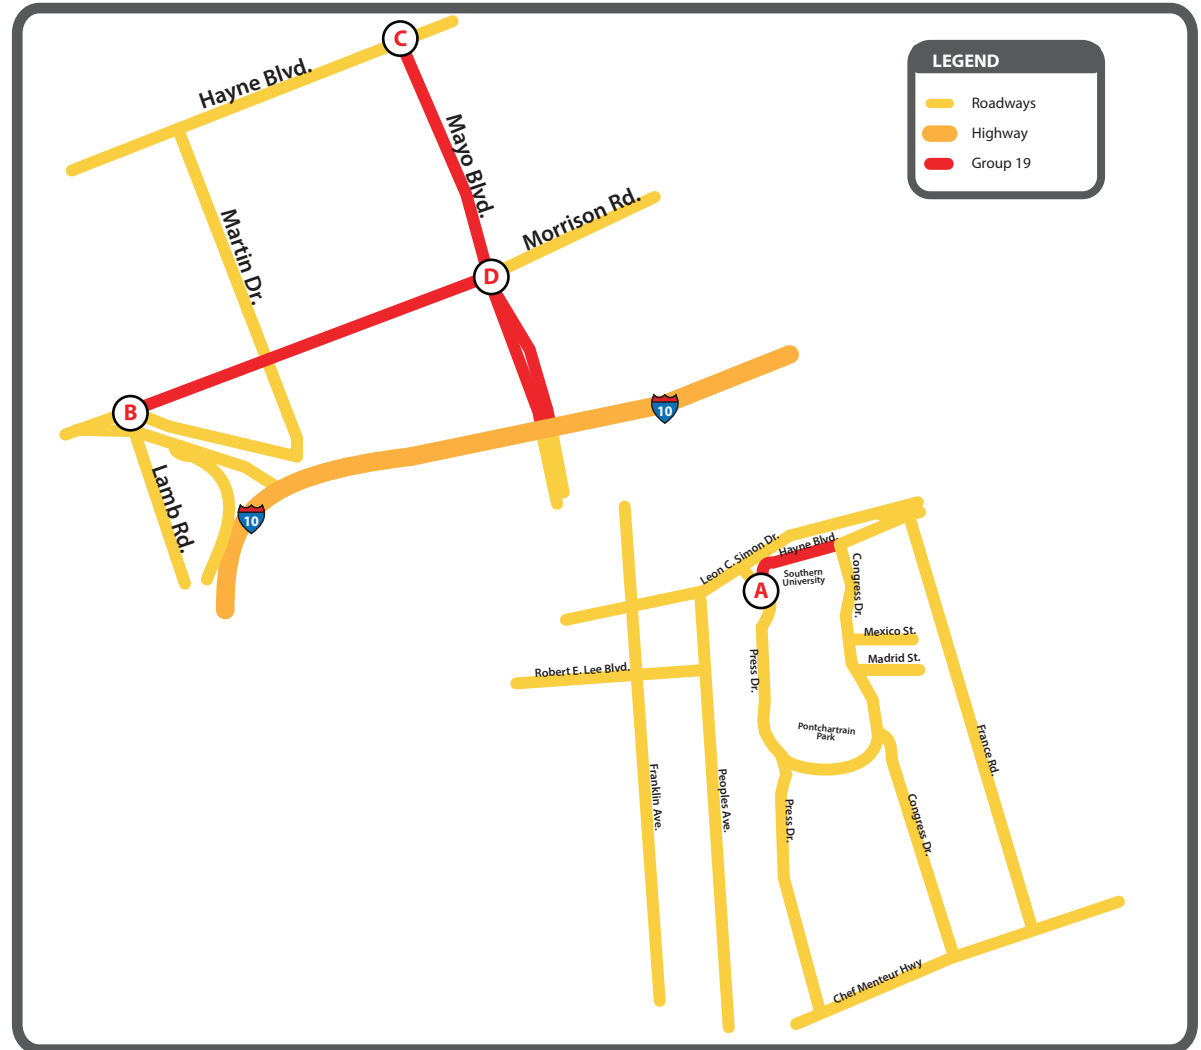 C
Hayne Blvd.
LEGEND
Roadways
Highway
Group 19
Mayo Blvd.
Morrison Rd.
Martin Dr.
D
B
10
Lamb Rd.
10
Leon C. Simon Dr.
Hayne Blvd.
Southern
University
A
Congress Dr.
Mexico St.
Madrid St.
Robert E. Lee Blvd.
Press Dr.
Pontchartrain
Park
France Rd.
Franklin Ave.
Peoples Ave.
Press Dr.
Congress Dr.
Chef Menteur Hwy